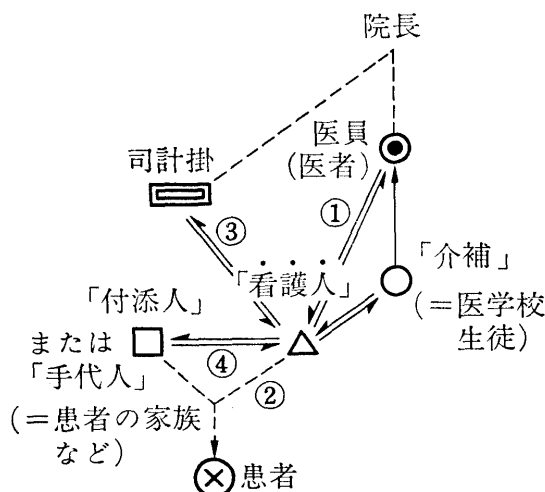 院長
医員
(医者)
司計掛
①
③
「看護人」
「介補」
(=医学校
生徒)
「付添人」
または
「手代人」
(=患者の家族
など)
④
②
患者